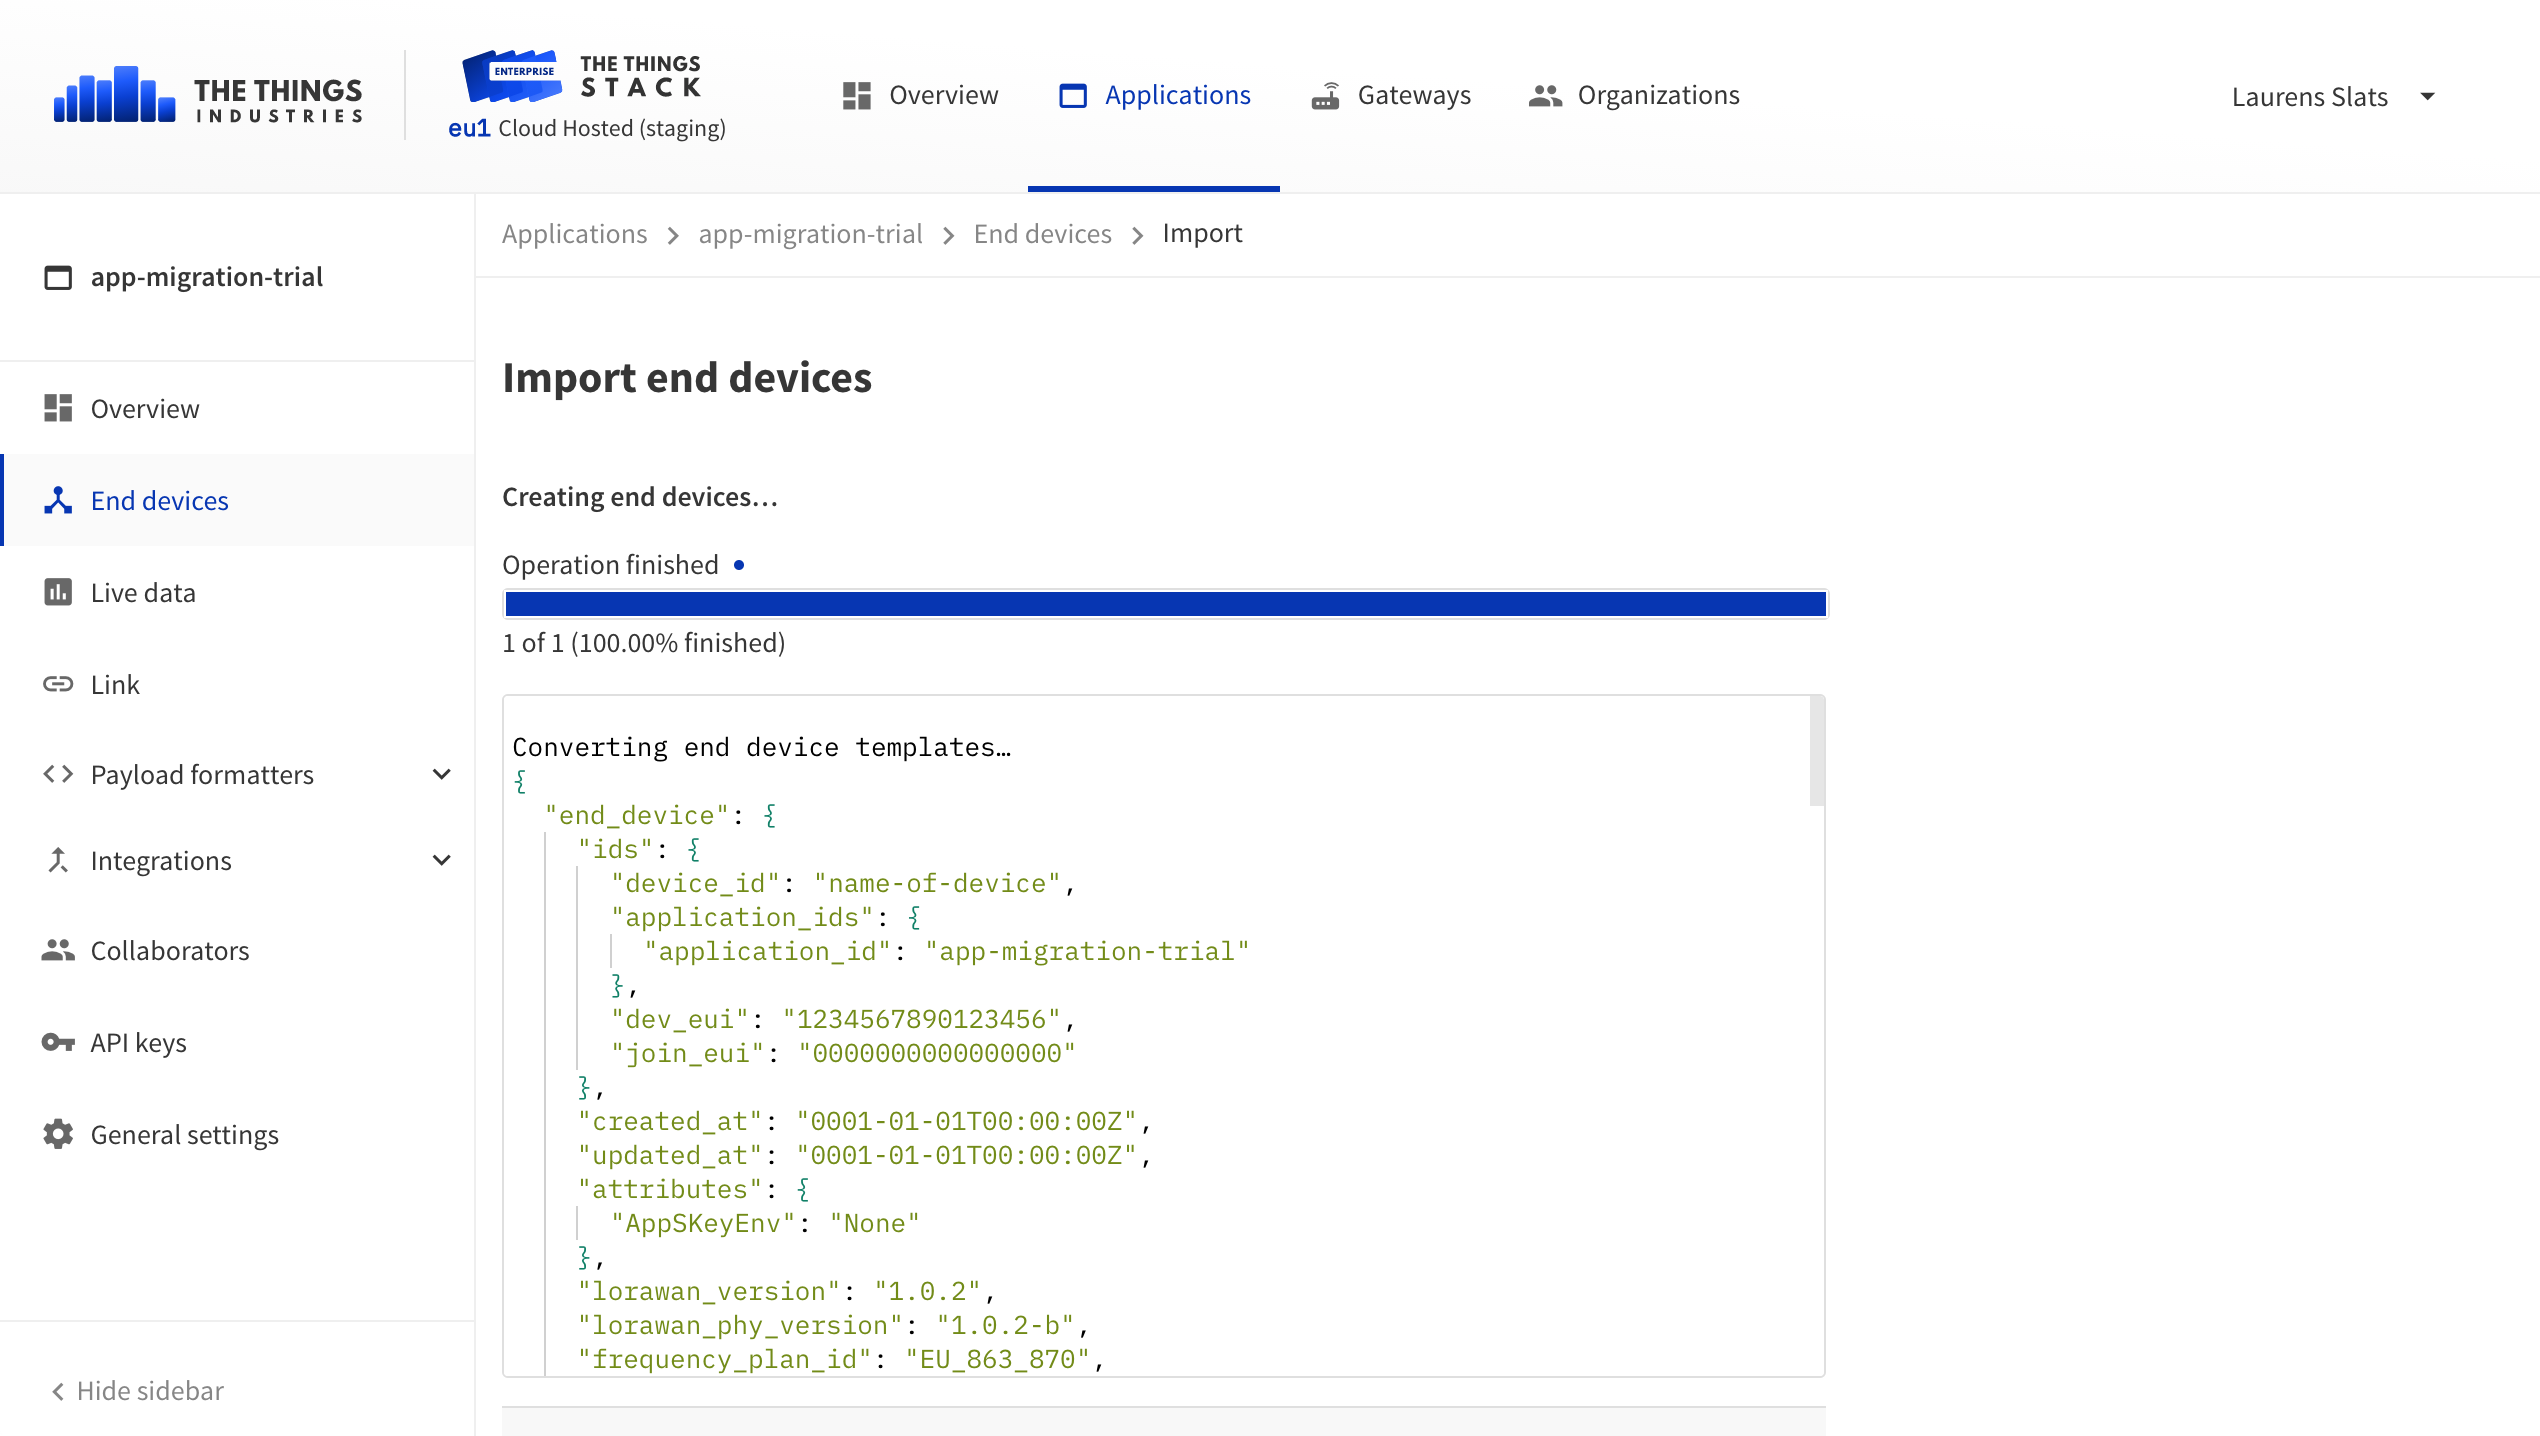 THE THINGS
INDUSTRIES
ENTERPRISE
THE THINGS
STACK
eu1 Cloud Hosted (staging)
Overview
Applications
Gateways
Organizations
Laurens Slats
app-migration-trial
Overview
End devices
Live data
Link
Payload formatters
Integrations
Collaborators
API keys
General settings
Hide sidebar
Applications > app-migration-trial > End devices > Import
Import end devices
Creating end devices…
Operation finished
1 of 1 (100.00% finished)
Converting end device templates…
{
"end_device": {
"ids": {
"device_id": "name-of-device",
"application_ids": {
"application_id": "app-migration-trial"
},
"dev_eui": "1234567890123456",
"join_eui": "0000000000000000"
},
"created_at": "0001-01-01T00:00:00Z",
"updated_at": "0001-01-01T00:00:00Z",
"attributes": {
"AppSKeyEnv": "None"
},
"lorawan_version": "1.0.2",
"lorawan_phy_version": "1.0.2-b",
"frequency_plan_id": "EU_863_870",